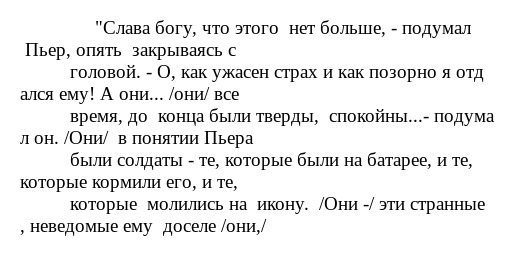 "Слава богу, что этого  нет больше, - подумал
Пьер, опять  закрываясь с
головой. - О, как ужасен страх и как позорно я отд
ался ему! А они... /они/ все
время, до  конца были тверды,  спокойны...- подума
л он. /Они/  в понятии Пьера
были солдаты - те, которые были на батарее, и те,
которые кормили его, и те,
которые  молились на  икону.  /Они -/ эти странные
, неведомые ему  доселе /они,/